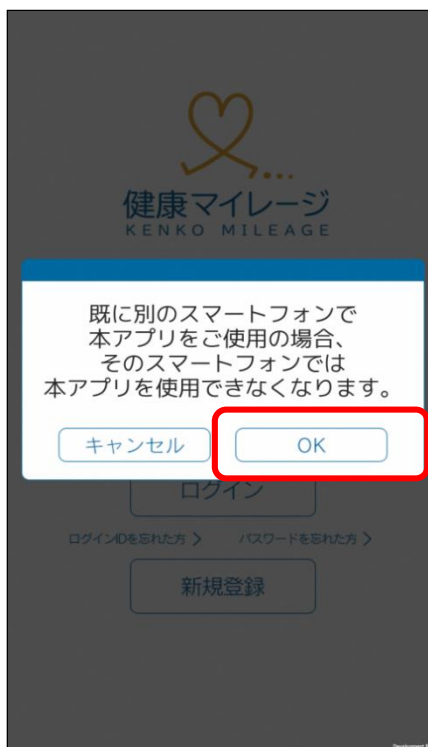 健康マイレージ
KENKO MILEAGE
既に別のスマートフォンで
本アプリをご使用の場合、
そのスマートフォンでは
本アプリを使用できなくなります。
キャンセル OK
ログイン
ログインIDを忘れた方 パスワードを忘れた方
新規登録